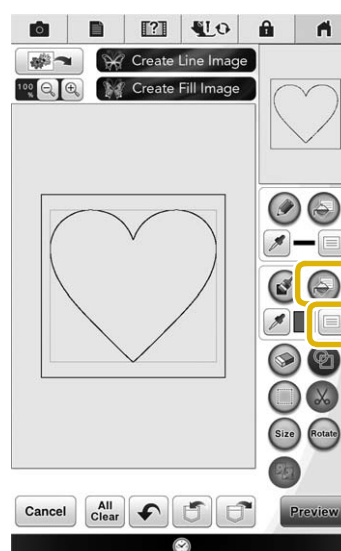 ?
Create Line Image
100
%
Create Fill Image
Size
Rotate
Cancel
All
Clear
Preview